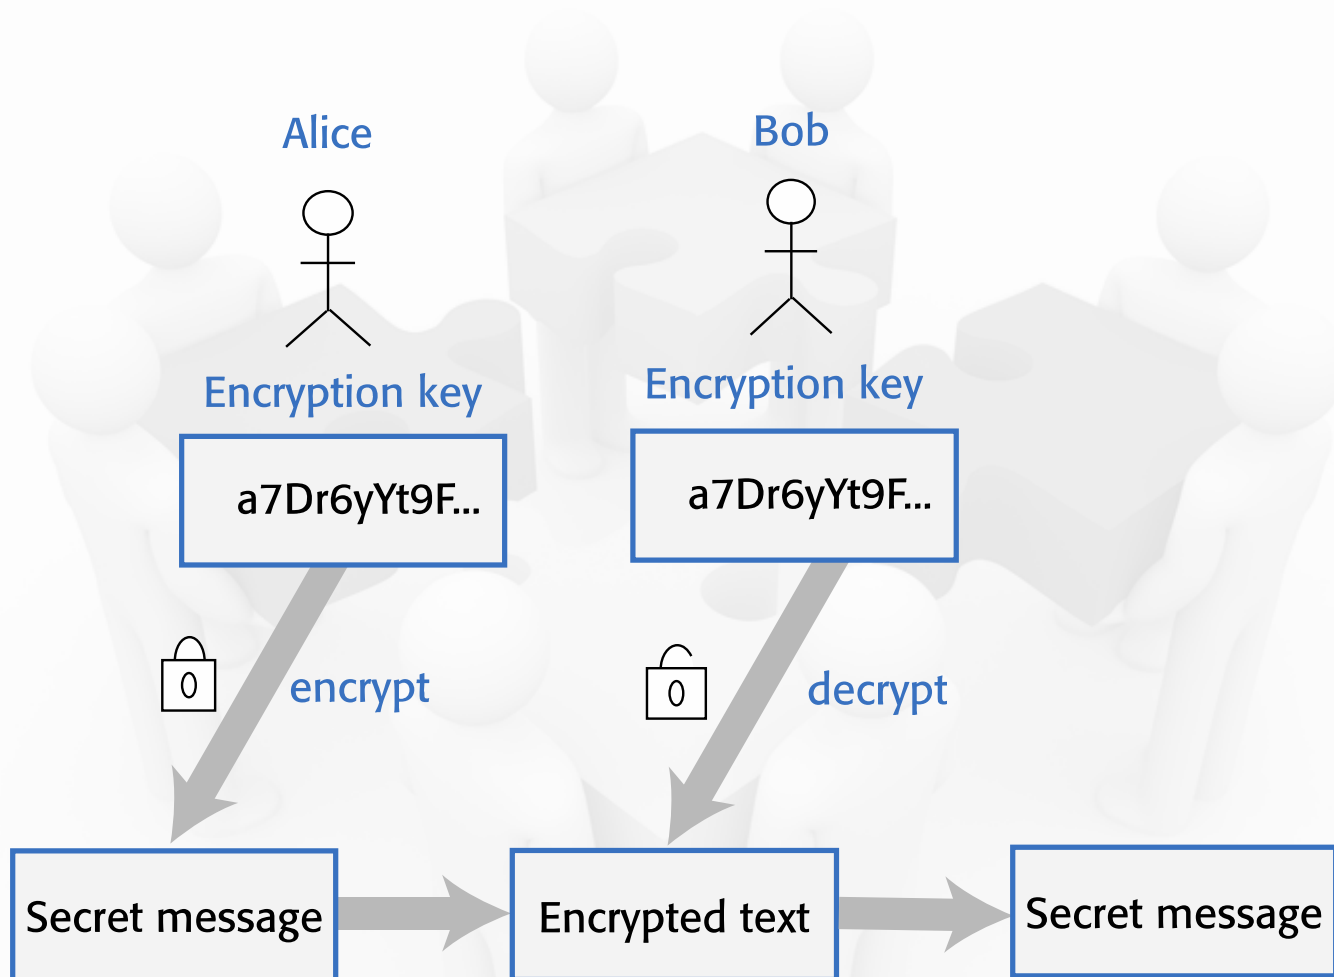 Alice
Bob
Encryption key
Encryption key
a7Dr6yYt9F...
a7Dr6yYt9F...
encrypt
decrypt
Secret message
Encrypted text
Secret message